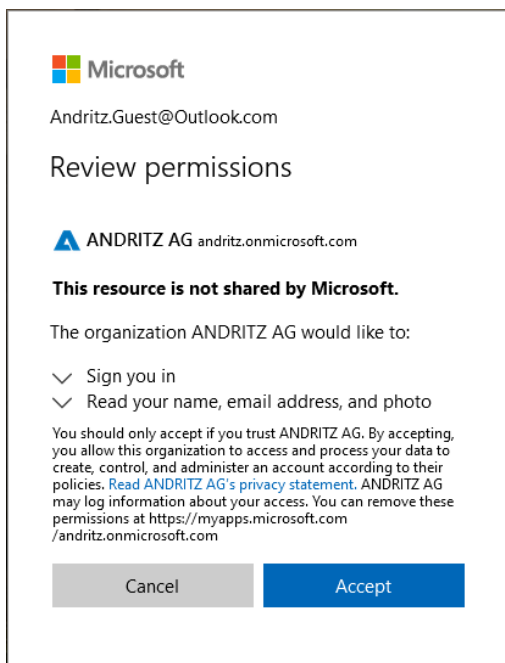 Microsoft
Andritz.Guest@Outlook.com
Review permissions
ANDRITZ AG andritz.onmicrosoft.com
This resource is not shared by Microsoft.
The organization ANDRITZ AG would like to:
Sign you in
Read your name, email address, and photo
You should only accept if you trust ANDRITZ AG. By accepting,
you allow this organization to access and process your data to
create, control, and administer an account according to their
policies. Read ANDRITZ AG's privacy statement. ANDRITZ AG
may log information about your access. You can remove these
permissions at https://myapps.microsoft.com
/andritz.onmicrosoft.com
Cancel Accept